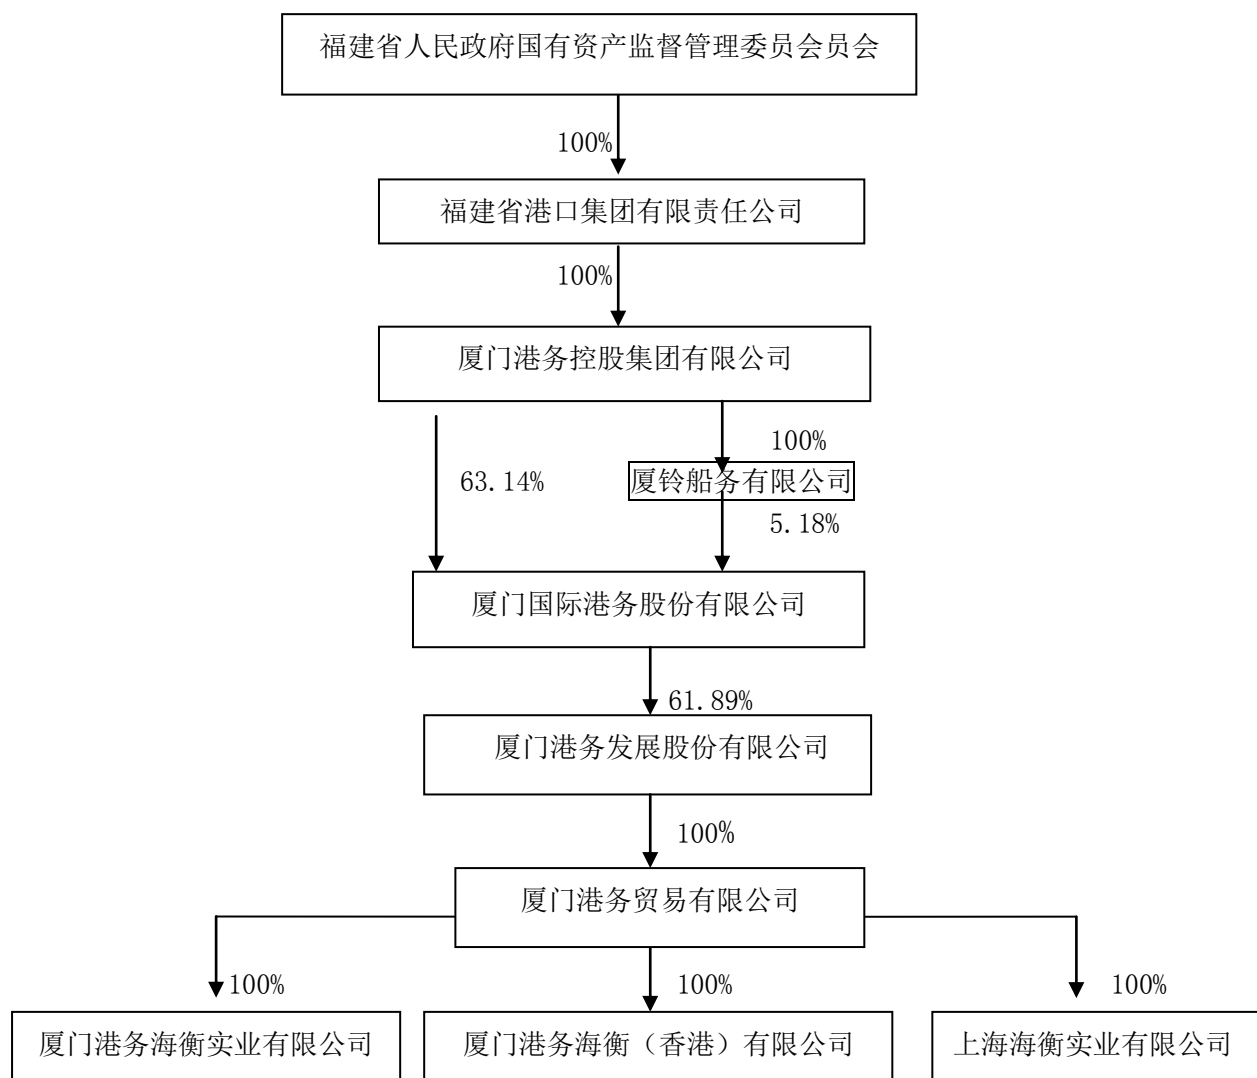 福建省人民政府国有资产监督管理委员会员会
100%
福建省港口集团有限责任公司
100%
厦门港务控股集团有限公司
100%
63.14%
厦铃船务有限公司
5.18%
厦门国际港务股份有限公司
61.89%
厦门港务发展股份有限公司
100%
厦门港务贸易有限公司
100%
100%
100%
厦门港务海衡实业有限公司
厦门港务海衡（香港）有限公司
上海海衡实业有限公司